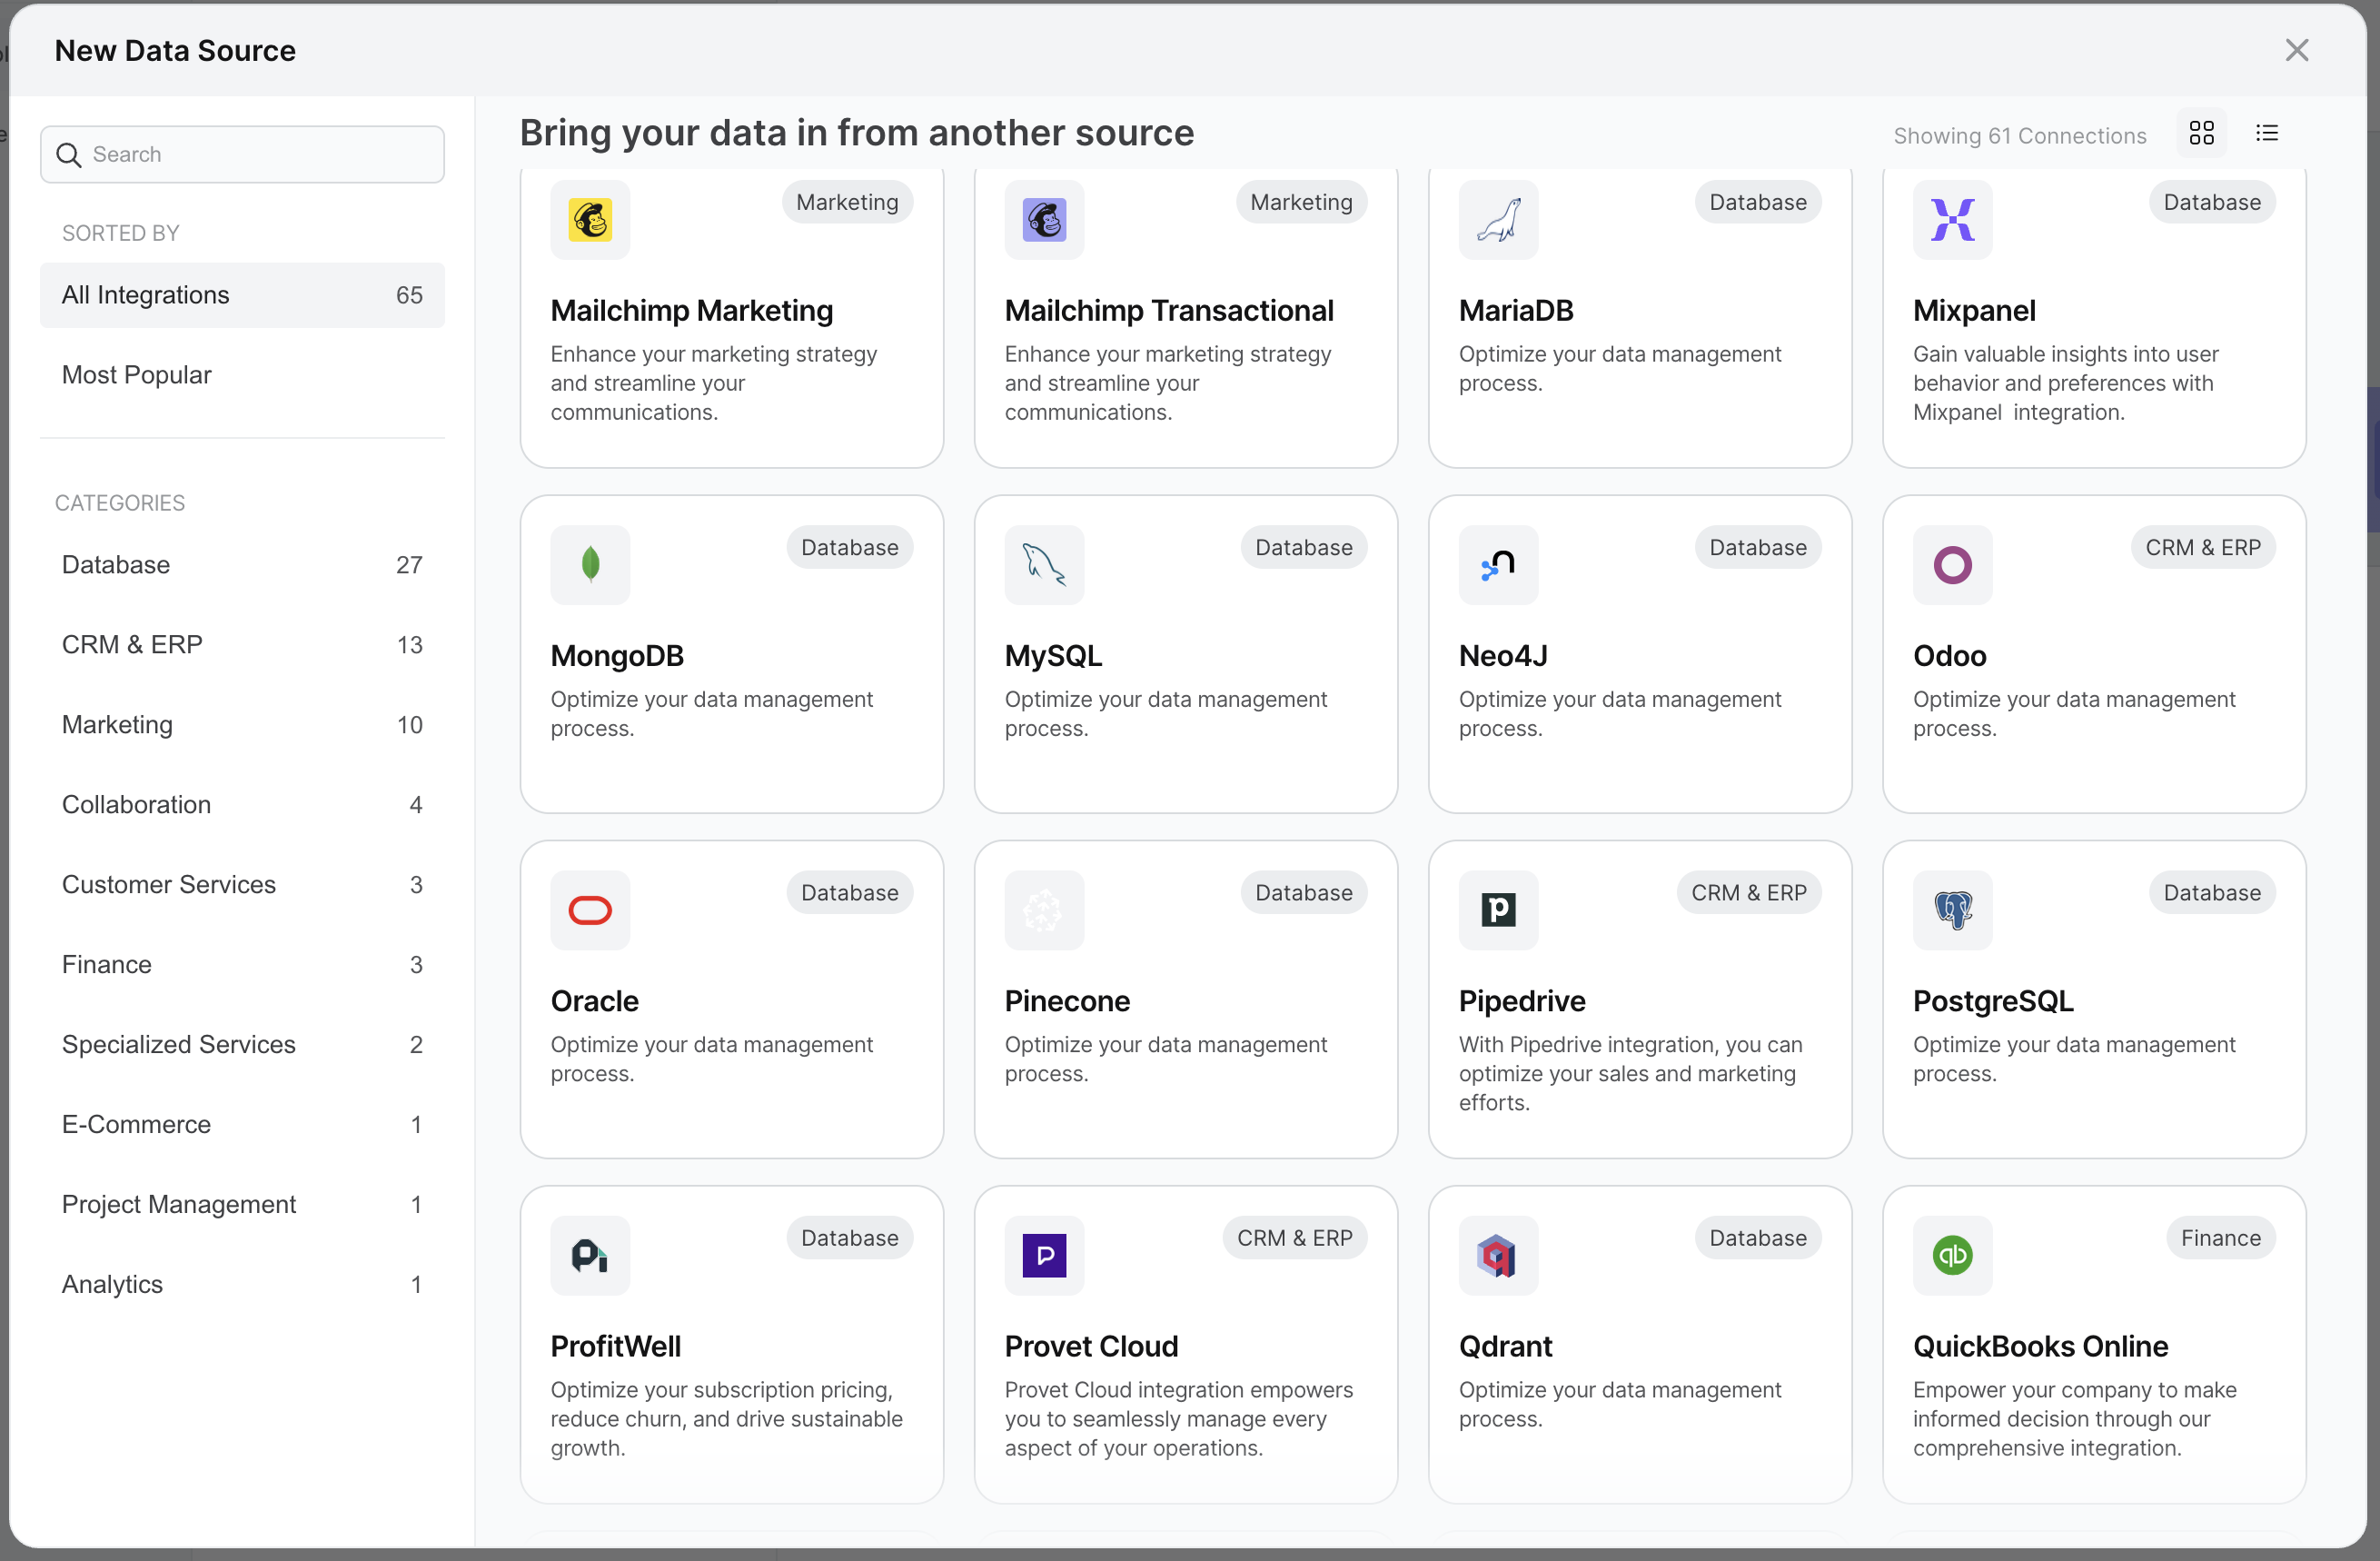 New Data Source
Search
SORTED BY
All Integrations 65
Most Popular
CATEGORIES
Database 27
CRM & ERP 13
Marketing 10
Collaboration 4
Customer Services 3
Finance 3
Specialized Services 2
E-Commerce 1
Project Management 1
Analytics 1
Bring your data in from another source
Showing 61 Connections
Marketing
Mailchimp Marketing
Enhance your marketing strategy
and streamline your
communications.
Marketing
Mailchimp Transactional
Enhance your marketing strategy
and streamline your
communications.
Database
MariaDB
Optimize your data management
process.
Database
Mixpanel
Gain valuable insights into user
behavior and preferences with
Mixpanel integration.
Database
MongoDB
Optimize your data management
process.
Database
MySQL
Optimize your data management
process.
Database
Neo4J
Optimize your data management
process.
CRM & ERP
Odoo
Optimize your data management
process.
Database
Oracle
Optimize your data management
process.
Database
Pinecone
Optimize your data management
process.
CRM & ERP
Pipedrive
With Pipedrive integration, you can
optimize your sales and marketing
efforts.
Database
PostgreSQL
Optimize your data management
process.
Database
ProfitWell
Optimize your subscription pricing,
reduce churn, and drive sustainable
growth.
CRM & ERP
Provet Cloud
Provet Cloud integration empowers
you to seamlessly manage every
aspect of your operations.
Database
Qdrant
Optimize your data management
process.
Finance
QuickBooks Online
Empower your company to make
informed decision through our
comprehensive integration.